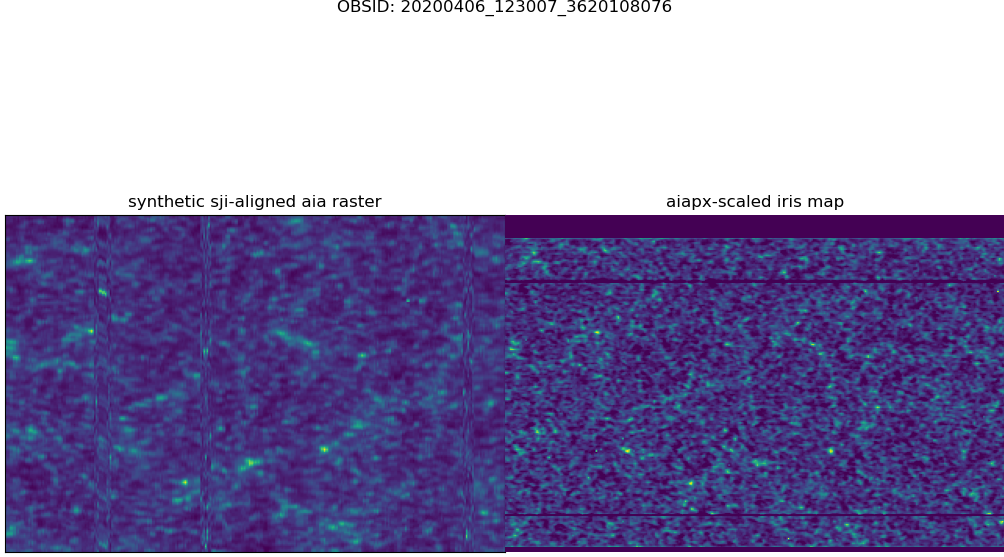 OBSID: 20200406_123007_3620108076
synthetic sji-aligned aia raster
aiapx-scaled iris map